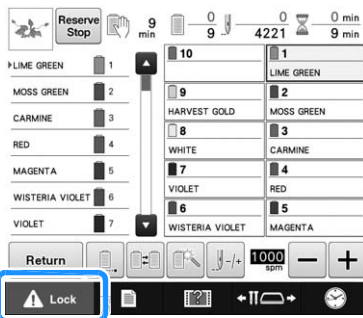 Reserve Stop
9 min
0
9
0
4221
0 min
9 min
LIME GREEN 1
MOSS GREEN 2
CARMINE 3
RED 4
MAGENTA 5
WISTERIA VIOLET 6
VIOLET 7
10
1
LIME GREEN
9
HARVEST GOLD
2
MOSS GREEN
8
WHITE
3
CARMINE
7
VIOLET
4
RED
6
WISTERIA VIOLET
5
MAGENTA
Return
-/+
1000 spm
−
+
Lock